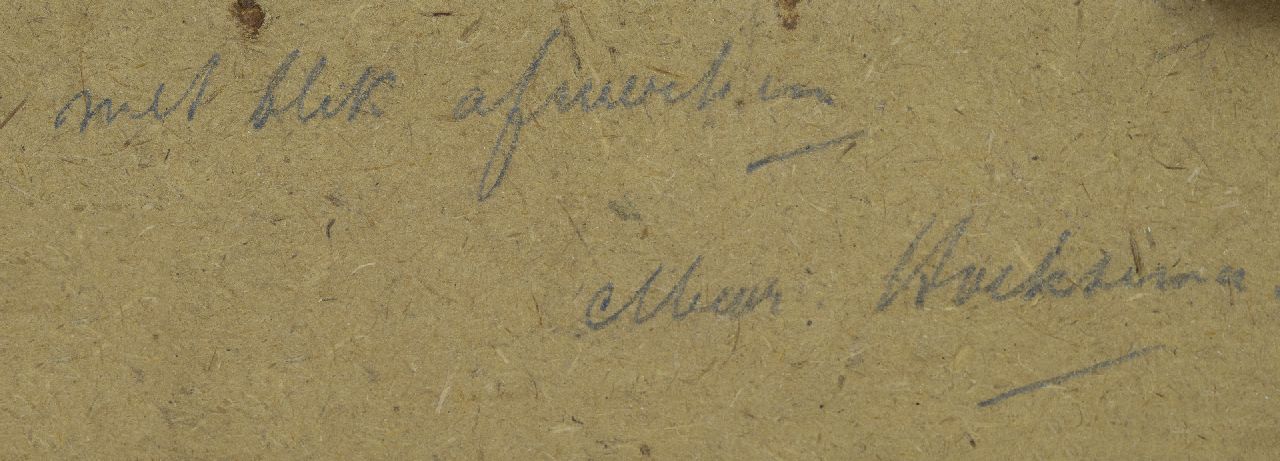 met blik afwerken
Mevr. Hoeksema